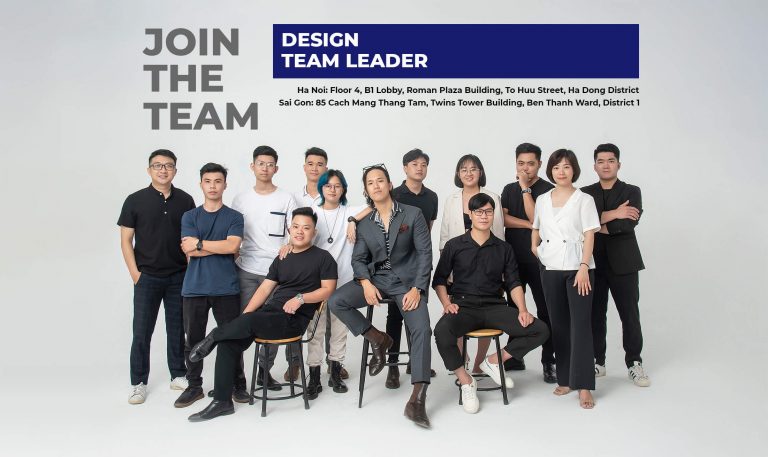 JOIN
THE
TEAM
DESIGN
TEAM LEADER
Ha Noi: Floor 4, B1 Lobby, Roman Plaza Building, To Huu Street, Ha Dong District
Sai Gon: 85 Cach Mang Thang Tam, Twins Tower Building, Ben Thanh Ward, District 1